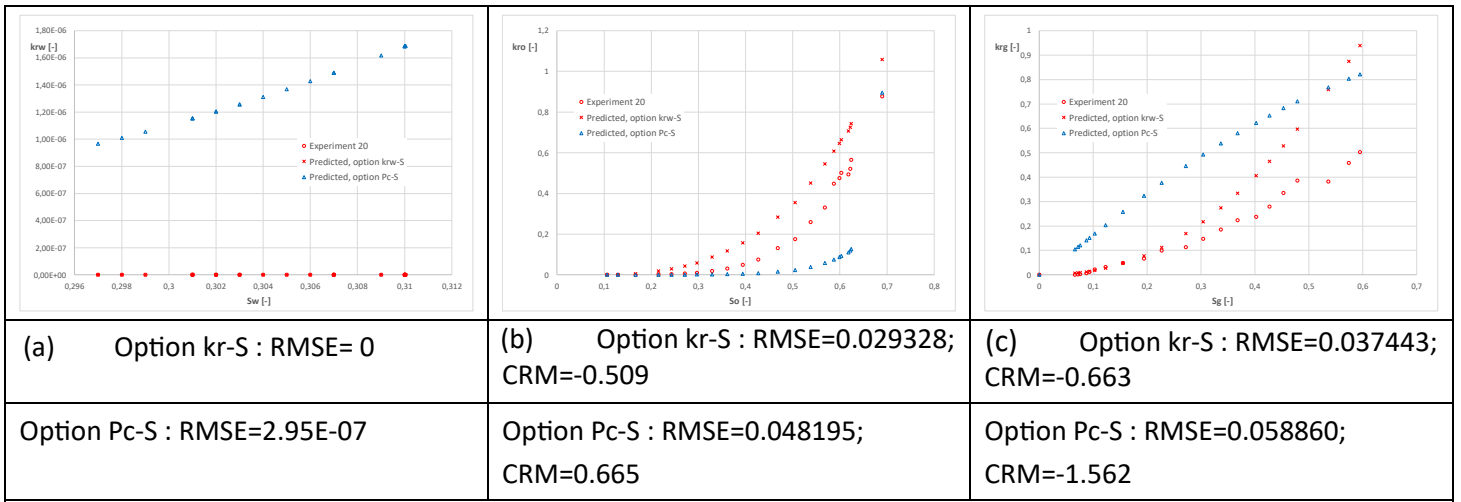 1,80E-06
krw [-]
1,60E-06
1,40E-06
1,20E-06
1,00E-06
8,00E-07
6,00E-07
4,00E-07
2,00E-07
0,00E+00
0,296
0,298
0,3
0,302
0,304
0,306
0,308
0,31
0,312
Sw [-]
Experiment 20
Predicted, option krw-S
Predicted, option Pc-S
1,2
kro [-]
1
0,8
0,6
0,4
0,2
0
0
0,1
0,2
0,3
0,4
0,5
0,6
0,7
0,8
So [-]
Experiment 20
Predicted, option krw-S
Predicted, option Pc-S
1
krg [-]
0,9
0,8
0,7
0,6
0,5
0,4
0,3
0,2
0,1
0
0
0,1
0,2
0,3
0,4
0,5
0,6
0,7
Sg [-]
Experiment 20
Predicted, option krw-S
Predicted, option Pc-S
(a) Option kr-S : RMSE= 0
(b) Option kr-S : RMSE=0.029328;
CRM=-0.509
(c) Option kr-S : RMSE=0.037443;
CRM=-0.663
Option Pc-S : RMSE=2.95E-07
Option Pc-S : RMSE=0.048195;
CRM=0.665
Option Pc-S : RMSE=0.058860;
CRM=-1.562